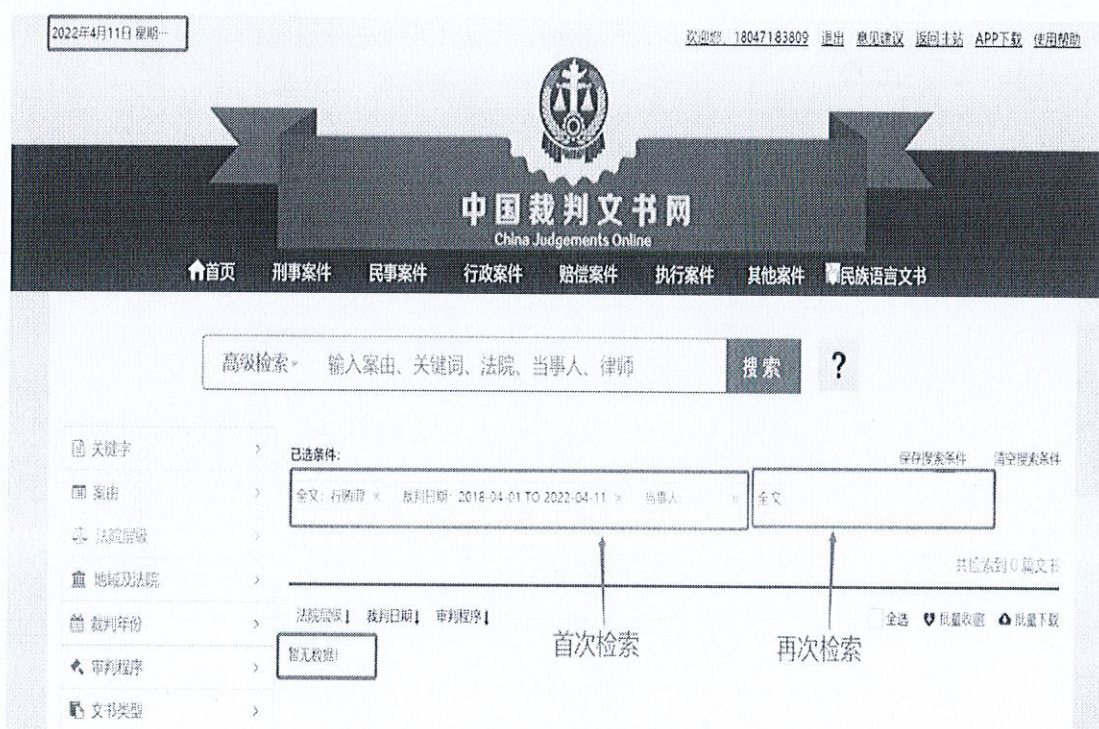 2022年4月11日 星期…
欢迎您，18047183809 退出 意见建议 返回主站 APP下载 使用帮助
中国裁判文书网
China Judgements Online
首页 刑事案件 民事案件 行政案件 赔偿案件 执行案件 其他案件 民族语言文书
高级检索 输入案由、关键词、法院、当事人、律师 搜索 ?
关键字
已选条件:
保存搜索条件 清空搜索条件
案由
全文：行贿罪 × 裁判日期：2018-04-01 TO 2022-04-11 × 当事人: × 全文:
法院层级
共检索到 0 篇文书
地域及法院
法院层级 裁判日期 审判程序
全选 批量收藏 批量下载
裁判年份
首次检索 再次检索
暂无数据!
审判程序
文书类型